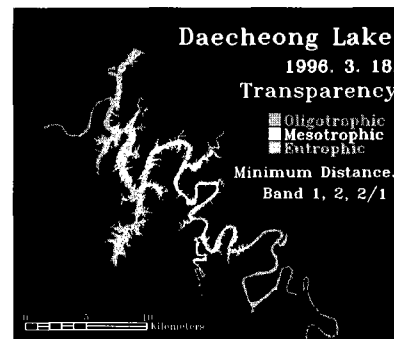 Daecheong Lake
1996. 3. 18.
Transparency
Oligotrophic
Mesotrophic
Eutrophic
Minimum Distance.
Band 1, 2, 2/1
0 5 10
Kilometers